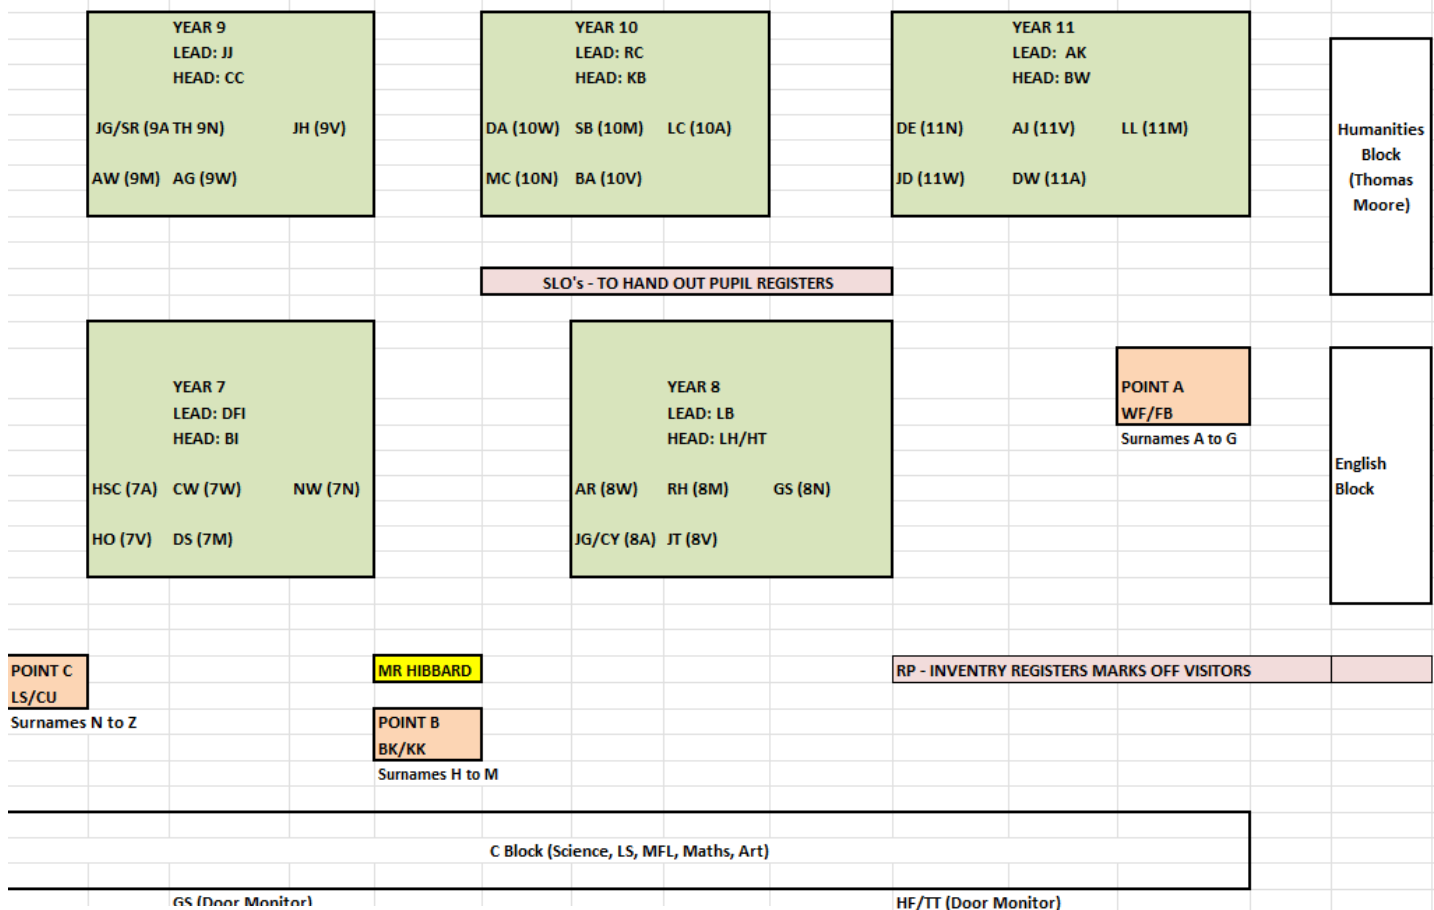 YEAR 9
LEAD: JJ
HEAD: CC
JG/SR (9A TH 9N) JH (9V)
AW (9M) AG (9W)
YEAR 10
LEAD: RC
HEAD: KB
DA (10W) SB (10M) LC (10A)
MC (10N) BA (10V)
YEAR 11
LEAD: AK
HEAD: BW
DE (11N) AJ (11V) LL (11M)
JD (11W) DW (11A)
Humanities
Block
(Thomas
Moore)
SLO's - TO HAND OUT PUPIL REGISTERS
YEAR 7
LEAD: DFI
HEAD: BI
HSC (7A) CW (7W) NW (7N)
HO (7V) DS (7M)
YEAR 8
LEAD: LB
HEAD: LH/HT
AR (8W) RH (8M) GS (8N)
JG/CY (8A) JT (8V)
POINT A
WF/FB
Surnames A to G
English
Block
POINT C
LS/CU
Surnames N to Z
MR HIBBARD
POINT B
BK/KK
Surnames H to M
RP - INVENTRY REGISTERS MARKS OFF VISITORS
C Block (Science, LS, MFL, Maths, Art)
GS (Door Monitor)
HF/TT (Door Monitor)